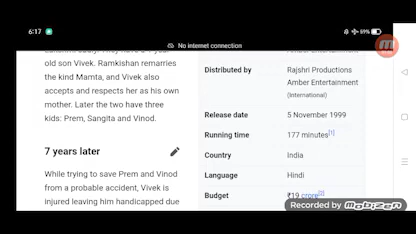 6:17
59%
No internet connection
old son Vivek. Ramkishan remarries
the kind Mamta, and Vivek also
accepts and respects her as his own
mother. Later the two have three
kids: Prem, Sangita and Vinod.
7 years later
While trying to save Prem and Vinod
from a probable accident, Vivek is
injured leaving him handicapped due
Amber Entertainment
Distributed by
Rajshri Productions
Amber Entertainment
(International)
Release date
5 November 1999
Running time
177 minutes[1]
Country
India
Language
Hindi
Budget
₹19 crore[2]
Recorded by Mobizen